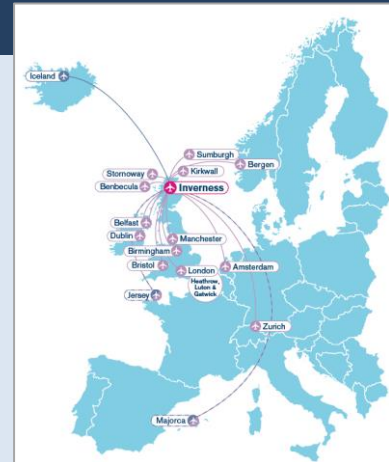 Iceland
Sumburgh
Kirkwall
Bergen
Stornoway
Benbecula
Inverness
Belfast
Dublin
Manchester
Birmingham
Bristol
London
Heathrow,
Luton &
Gatwick
Amsterdam
Jersey
Zurich
Majorca